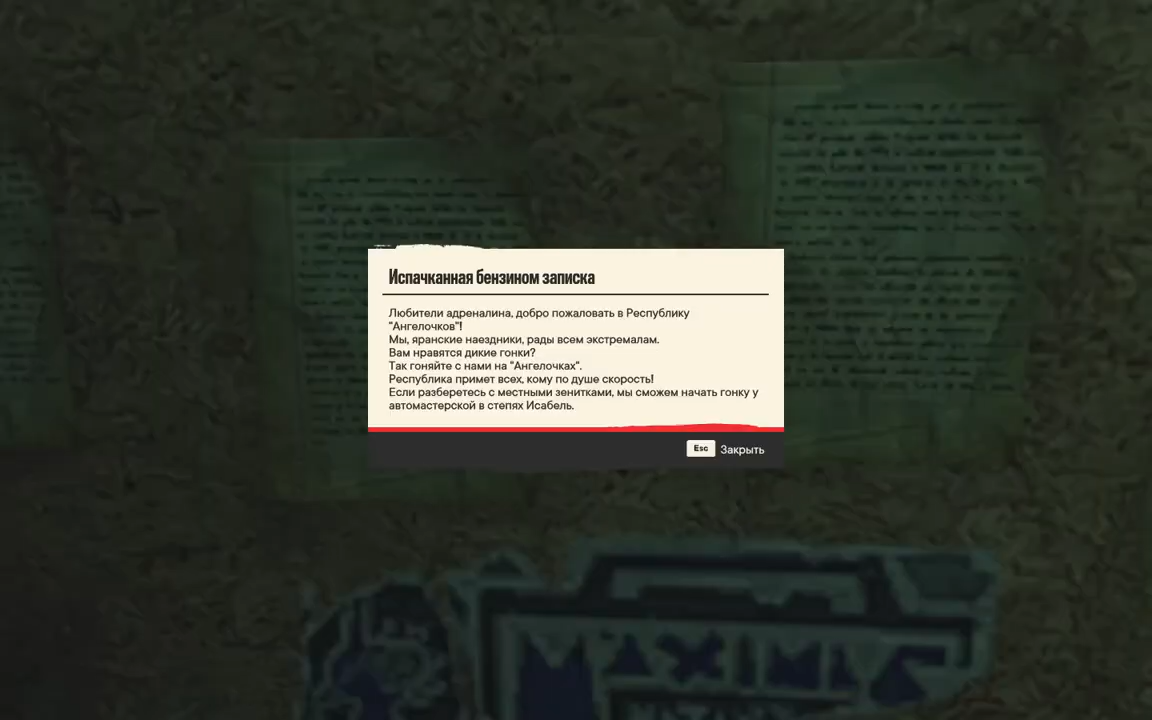 Испачканная бензином записка
Любители адреналина, добро пожаловать в Республику
"Ангелочков"!
Мы, яранские наездники, рады всем экстремалам.
Вам нравятся дикие гонки?
Так гоняйте с нами на "Ангелочках".
Республика примет всех, кому по душе скорость!
Если разберетесь с местными зенитками, мы сможем начать гонку у
автомастерской в степях Исабель.
Esc Закрыть
MAXIMAS